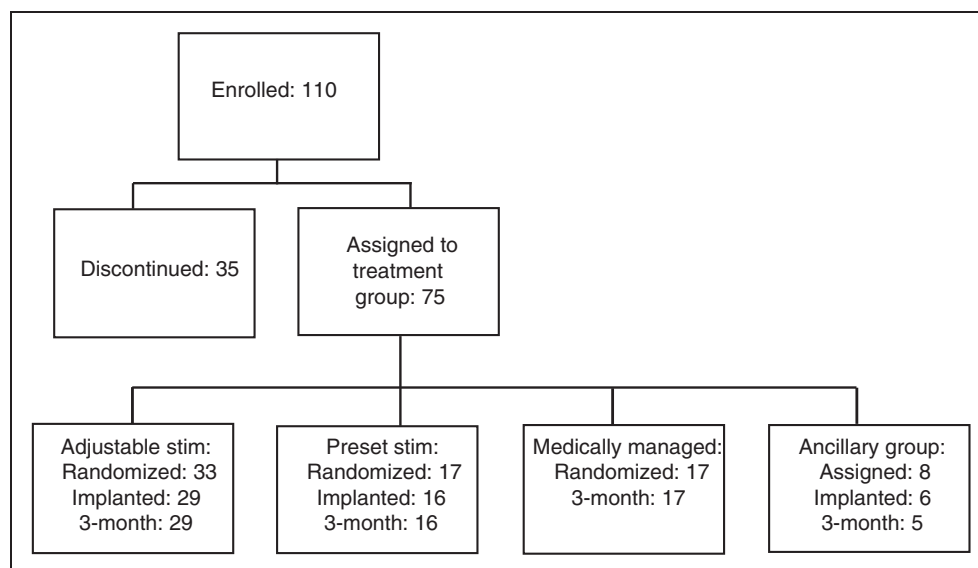 Enrolled: 110
Discontinued: 35
Assigned to
treatment
group: 75
Adjustable stim:
Randomized: 33
Implanted: 29
3-month: 29
Preset stim:
Randomized: 17
Implanted: 16
3-month: 16
Medically managed:
Randomized: 17
3-month: 17
Ancillary group:
Assigned: 8
Implanted: 6
3-month: 5